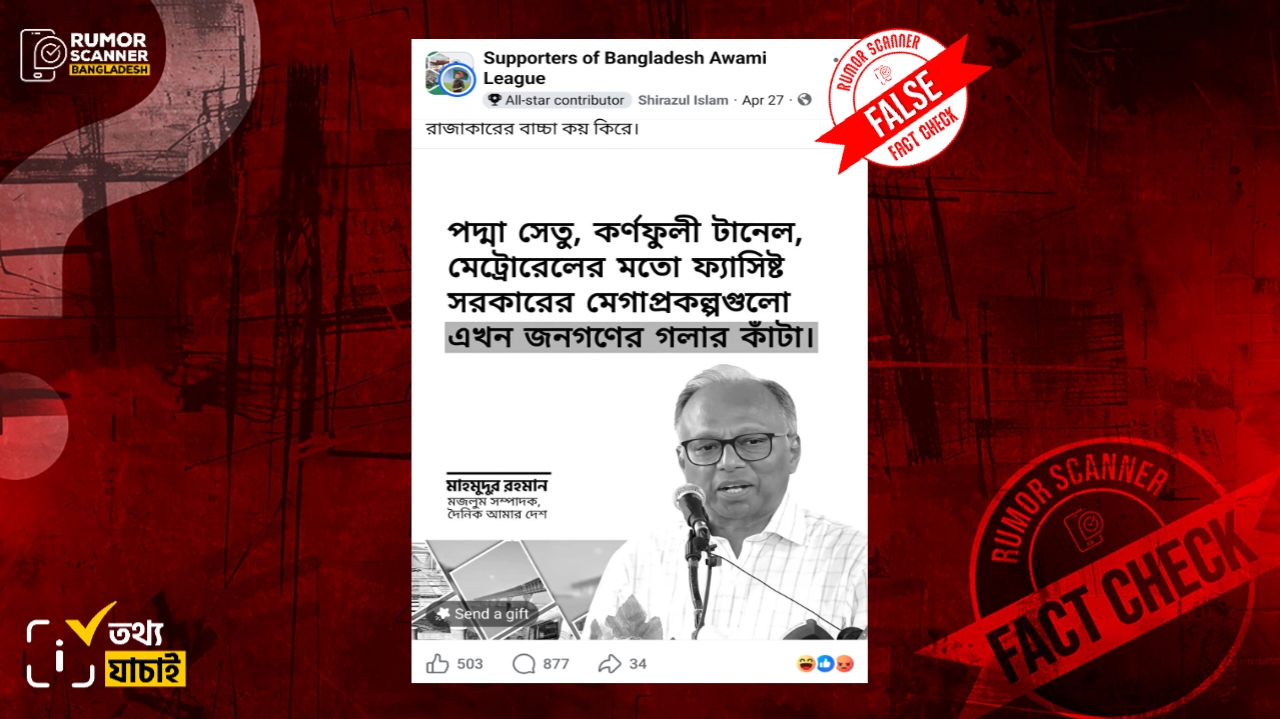 RUMOR
SCANNER
BANGLADESH
Supporters of Bangladesh Awami
League
All-star contributor Shirazul Islam · Apr 27 ·
রাজাকারের বাচ্চা কয় কিরে।
RUMOR SCANNER
FALSE
FACT CHECK
পদ্মা সেতু, কর্ণফুলী টানেল,
মেট্রোরেলের মতো ফ্যাসিষ্ট
সরকারের মেগাপ্রকল্পগুলো
এখন জনগণের গলার কাঁটা।
মাহমুদুর রহমান
মজলুম সম্পাদক,
দৈনিক আমার দেশ
Send a gift
503 877 34
তথ্য
যাচাই
RUMOR SCANNER
FACT CHECK